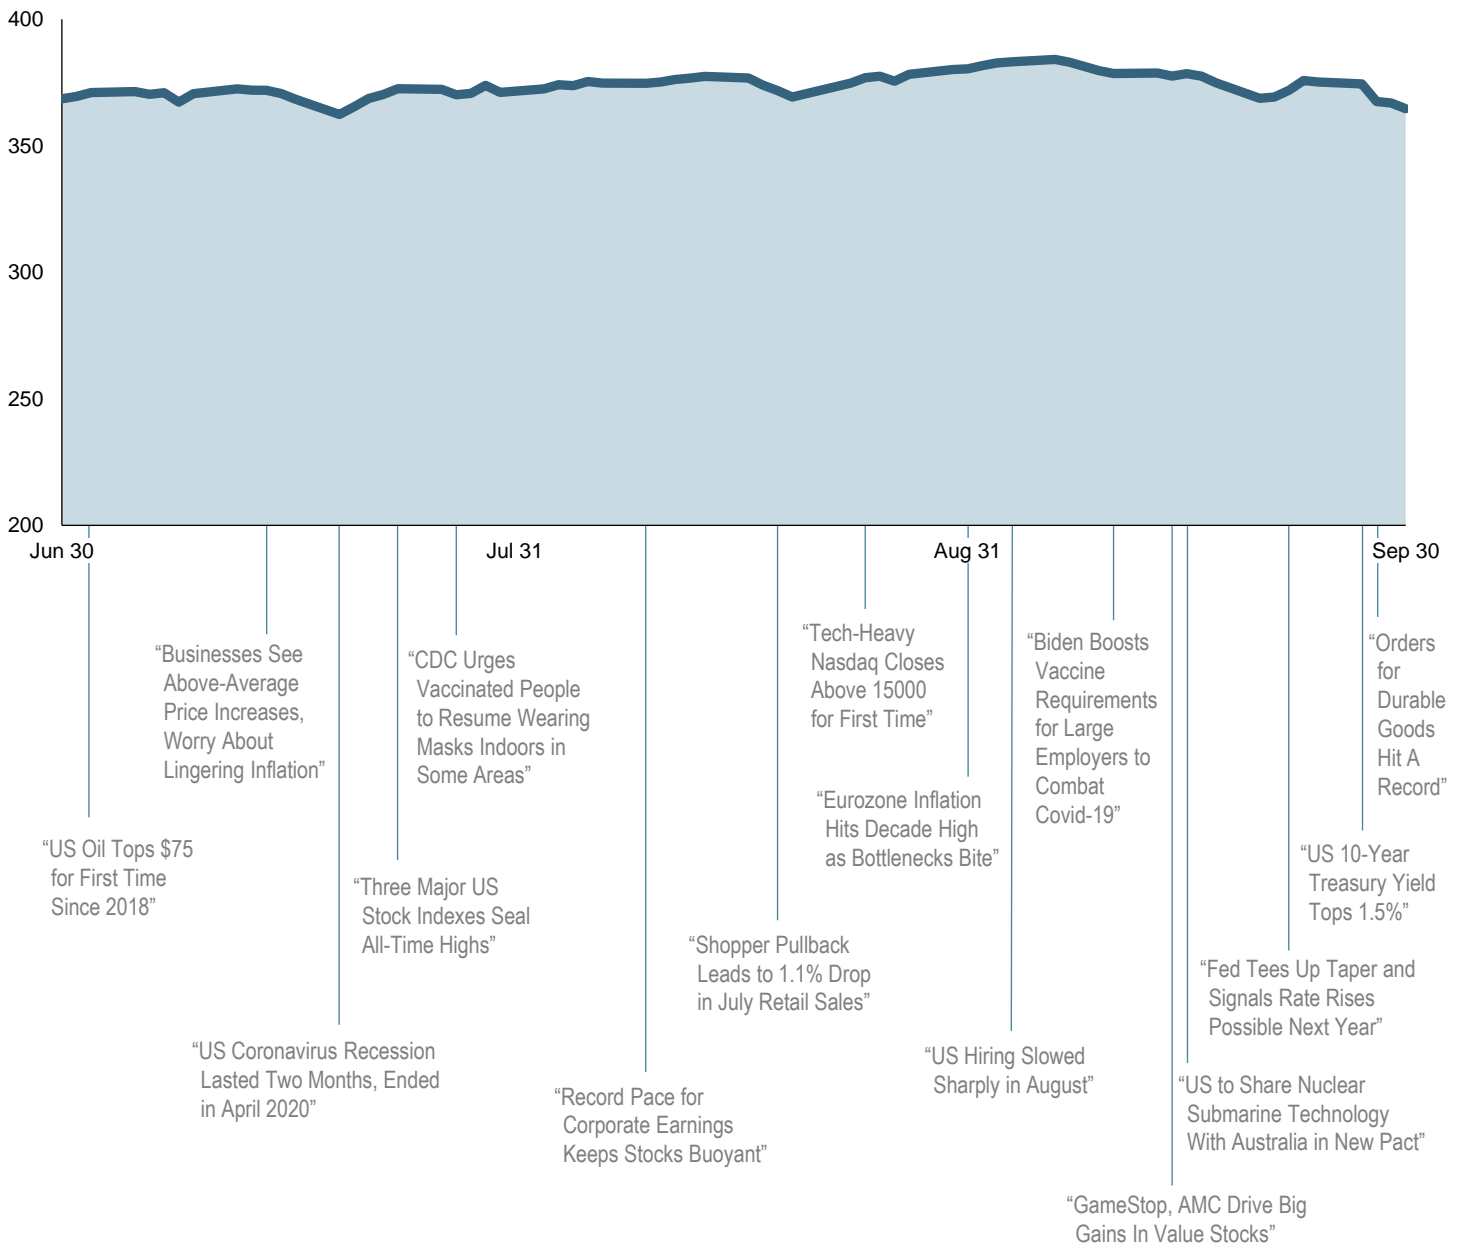 400
350
300
250
200
Jun 30
Jul 31
Aug 31
Sep 30
“US Oil Tops $75
for First Time
Since 2018”
“Businesses See
Above-Average
Price Increases,
Worry About
Lingering Inflation”
“US Coronavirus Recession
Lasted Two Months, Ended
in April 2020”
“Three Major US
Stock Indexes Seal
All-Time Highs”
“CDC Urges
Vaccinated People
to Resume Wearing
Masks Indoors in
Some Areas”
“Record Pace for
Corporate Earnings
Keeps Stocks Buoyant”
“Shopper Pullback
Leads to 1.1% Drop
in July Retail Sales”
“Tech-Heavy
Nasdaq Closes
Above 15000
for First Time”
“Eurozone Inflation
Hits Decade High
as Bottlenecks Bite”
“US Hiring Slowed
Sharply in August”
“Biden Boosts
Vaccine
Requirements
for Large
Employers to
Combat
Covid-19”
“GameStop, AMC Drive Big
Gains In Value Stocks”
“US to Share Nuclear
Submarine Technology
With Australia in New Pact”
“Fed Tees Up Taper and
Signals Rate Rises
Possible Next Year”
“US 10-Year
Treasury Yield
Tops 1.5%”
“Orders
for
Durable
Goods
Hit A
Record”